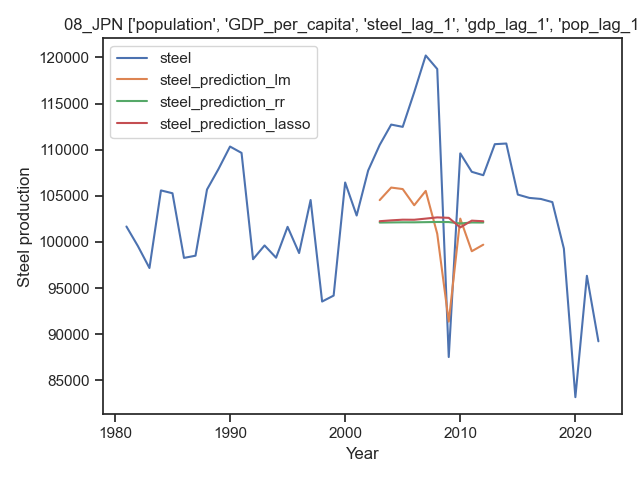 08_JPN ['population', 'GDP_per_capita', 'steel_lag_1', 'gdp_lag_1', 'pop_lag_1
steel
steel_prediction_lm
steel_prediction_rr
steel_prediction_lasso
Steel production
120000
115000
110000
105000
100000
95000
90000
85000
1980
1990
2000
2010
2020
Year